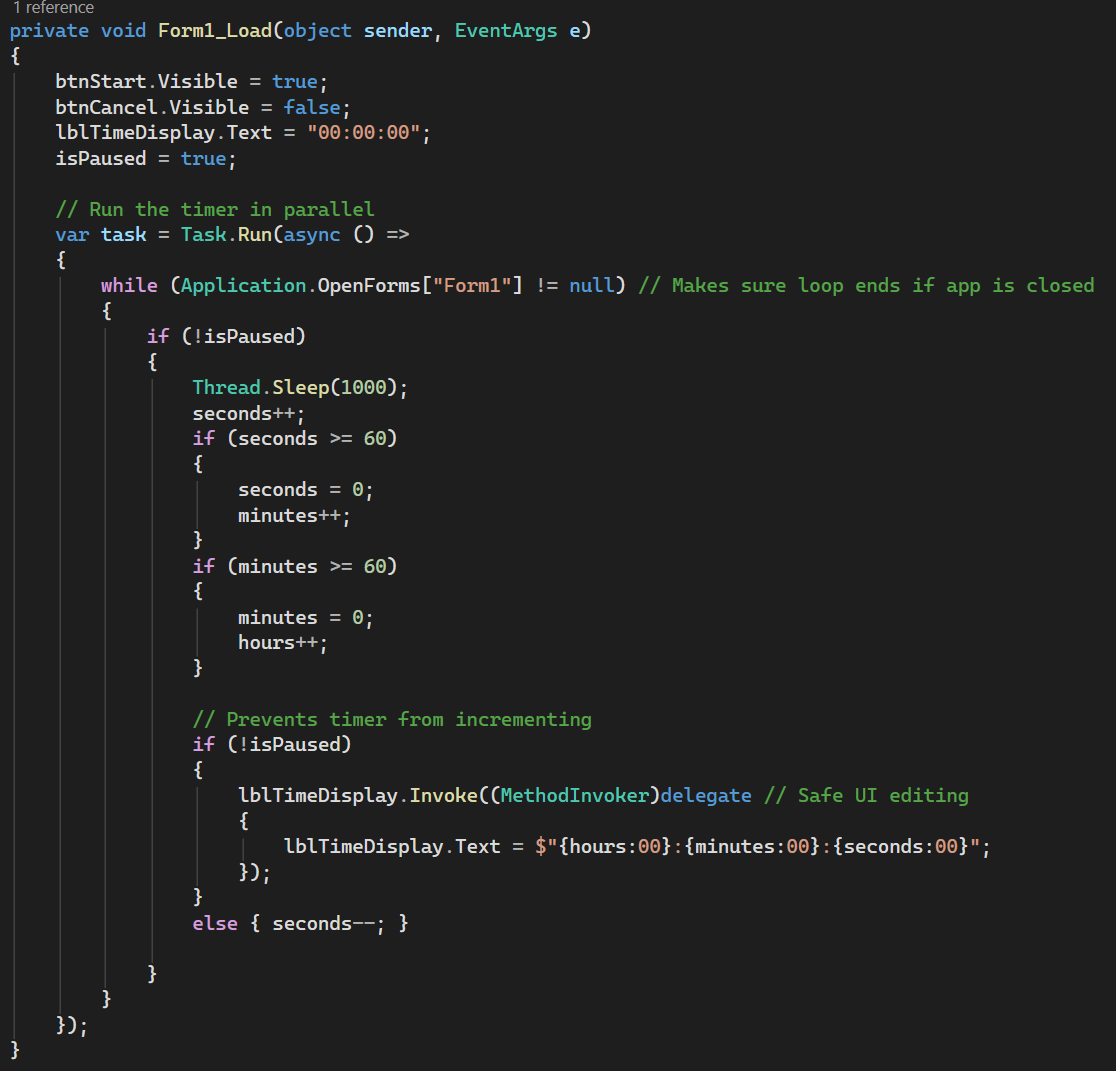 1 reference
private void Form1_Load(object sender, EventArgs e)
{
    btnStart.Visible = true;
    btnCancel.Visible = false;
    lblTimeDisplay.Text = "00:00:00";
    isPaused = true;

    // Run the timer in parallel
    var task = Task.Run(async () =>
    {
        while (Application.OpenForms["Form1"] != null) // Makes sure loop ends if app is closed
        {
            if (!isPaused)
            {
                Thread.Sleep(1000);
                seconds++;
                if (seconds >= 60)
                {
                    seconds = 0;
                    minutes++;
                }
                if (minutes >= 60)
                {
                    minutes = 0;
                    hours++;
                }

                // Prevents timer from incrementing
                if (!isPaused)
                {
                    lblTimeDisplay.Invoke((MethodInvoker)delegate // Safe UI editing
                    {
                        lblTimeDisplay.Text = $"{hours:00}:{minutes:00}:{seconds:00}";
                    });
                }
                else { seconds--; }

            }
        }
    });
}